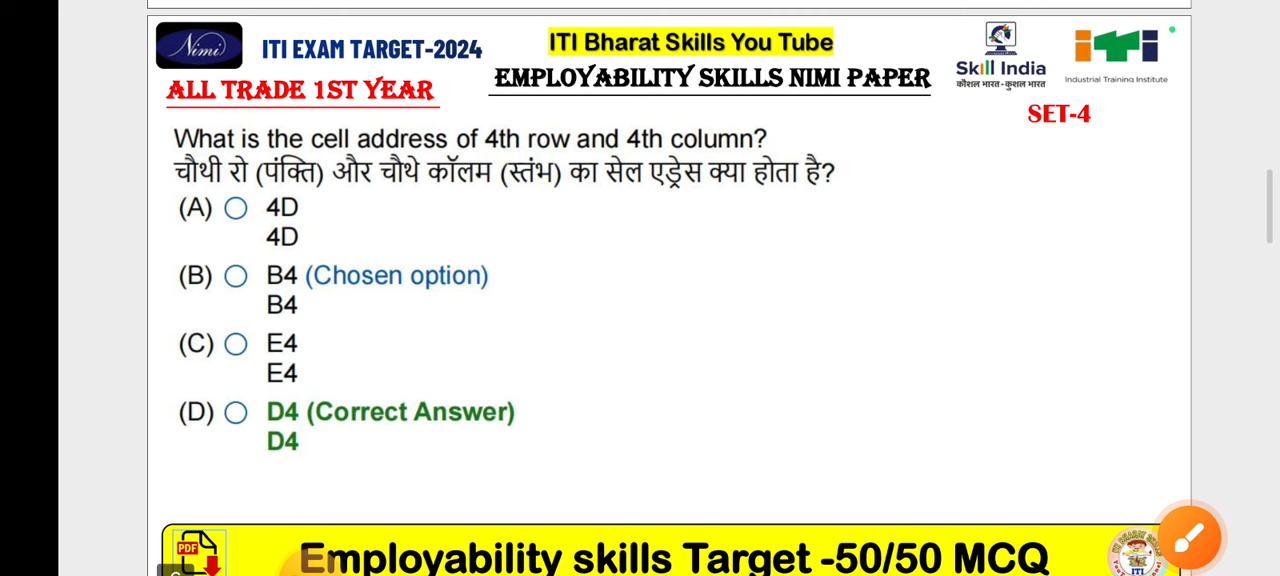 Nimi
ITI EXAM TARGET-2024
ITI Bharat Skills You Tube
ALL TRADE 1ST YEAR
EMPLOYABILITY SKILLS NIMI PAPER
Skill India
कौशल भारत-कुशल भारत
iTi
Industrial Training Institute
SET-4
What is the cell address of 4th row and 4th column?
चौथी रो (पंक्ति) और चौथे कॉलम (स्तंभ) का सेल एड्रेस क्या होता है?
(A) 4D
4D
(B) B4 (Chosen option)
B4
(C) E4
E4
(D) D4 (Correct Answer)
D4
PDF
Employability skills Target -50/50 MCQ
ITI